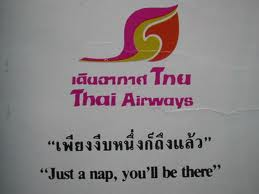 เดินอากาศ ไทย
Thai Airways
“เพียงงีบหนึ่งก็ถึงแล้ว”
“Just a nap, you'll be there”